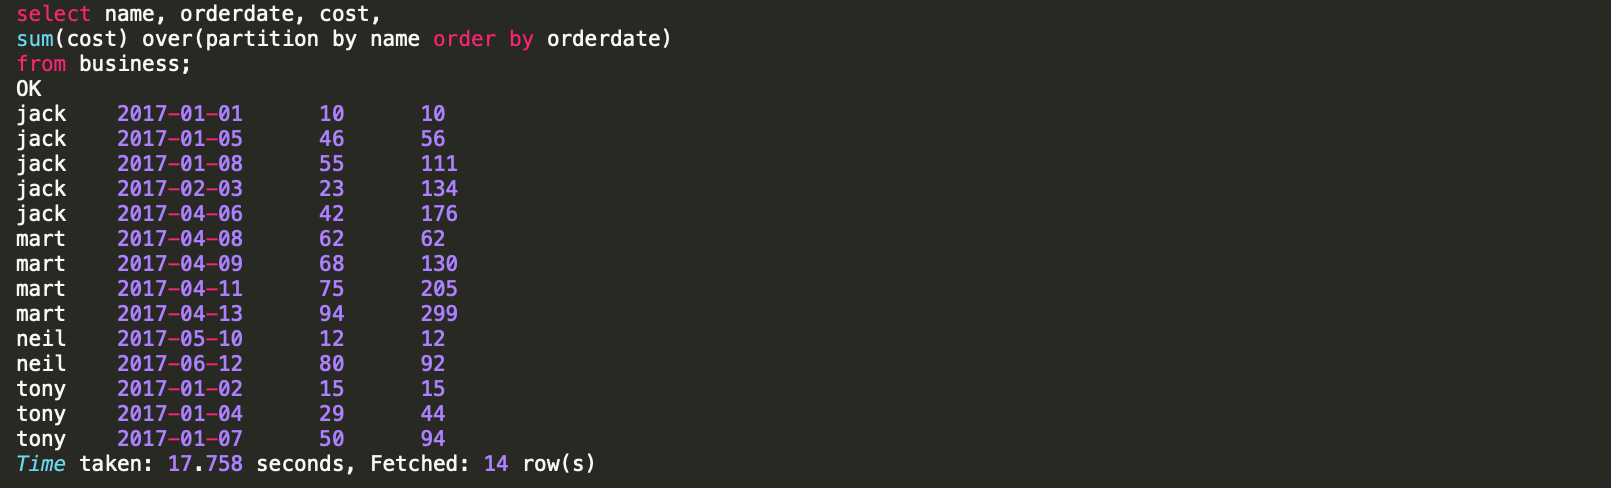 select name, orderdate, cost,
sum(cost) over(partition by name order by orderdate)
from business;
OK
jack    2017-01-01      10      10
jack    2017-01-05      46      56
jack    2017-01-08      55      111
jack    2017-02-03      23      134
jack    2017-04-06      42      176
mart    2017-04-08      62      62
mart    2017-04-09      68      130
mart    2017-04-11      75      205
mart    2017-04-13      94      299
neil    2017-05-10      12      12
neil    2017-06-12      80      92
tony    2017-01-02      15      15
tony    2017-01-04      29      44
tony    2017-01-07      50      94
Time taken: 17.758 seconds, Fetched: 14 row(s)